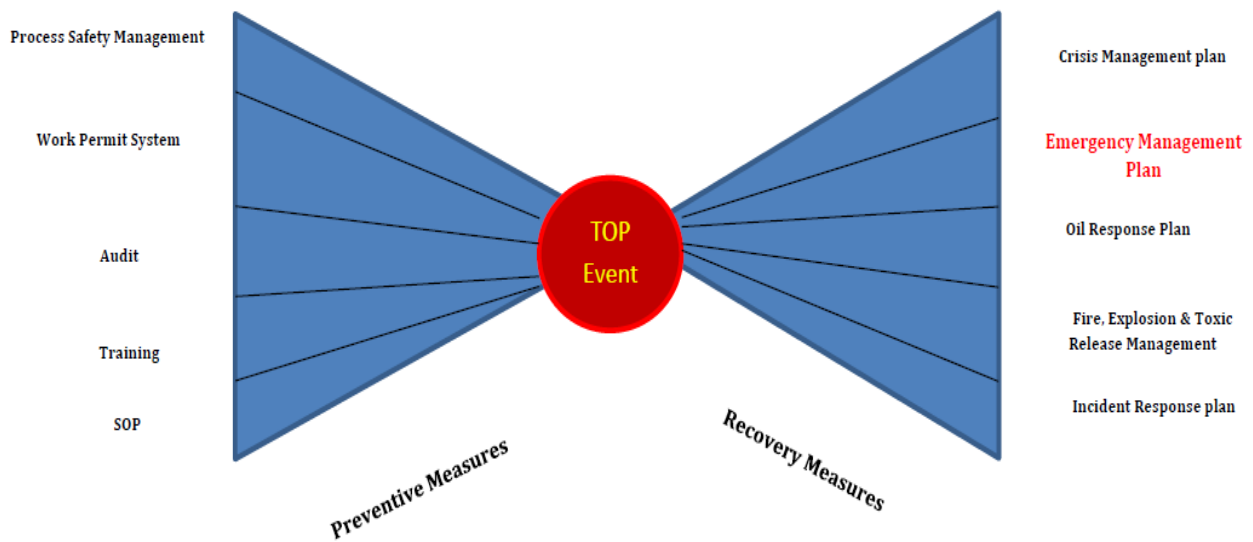 Process Safety Management
Work Permit System
Audit
Training
SOP
Preventive Measures
TOP
Event
Recovery Measures
Crisis Management plan
Emergency Management
Plan
Oil Response Plan
Fire, Explosion & Toxic
Release Management
Incident Response plan